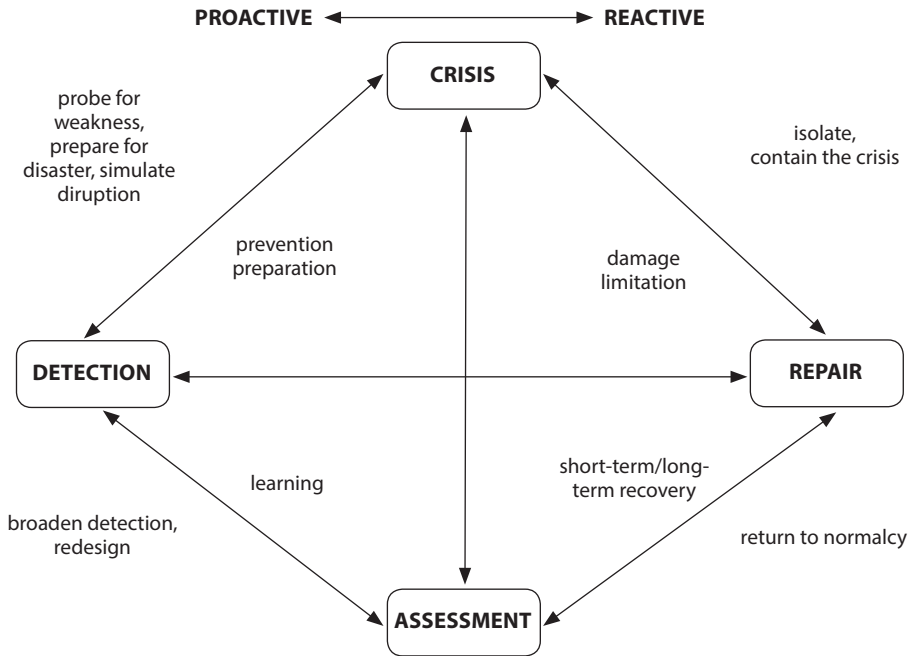 PROACTIVE REACTIVE
CRISIS
probe for
weakness,
prepare for
disaster, simulate
diruption
isolate,
contain the crisis
prevention
preparation
damage
limitation
DETECTION
REPAIR
learning
short-term/long-
term recovery
broaden detection,
redesign
return to normalcy
ASSESSMENT